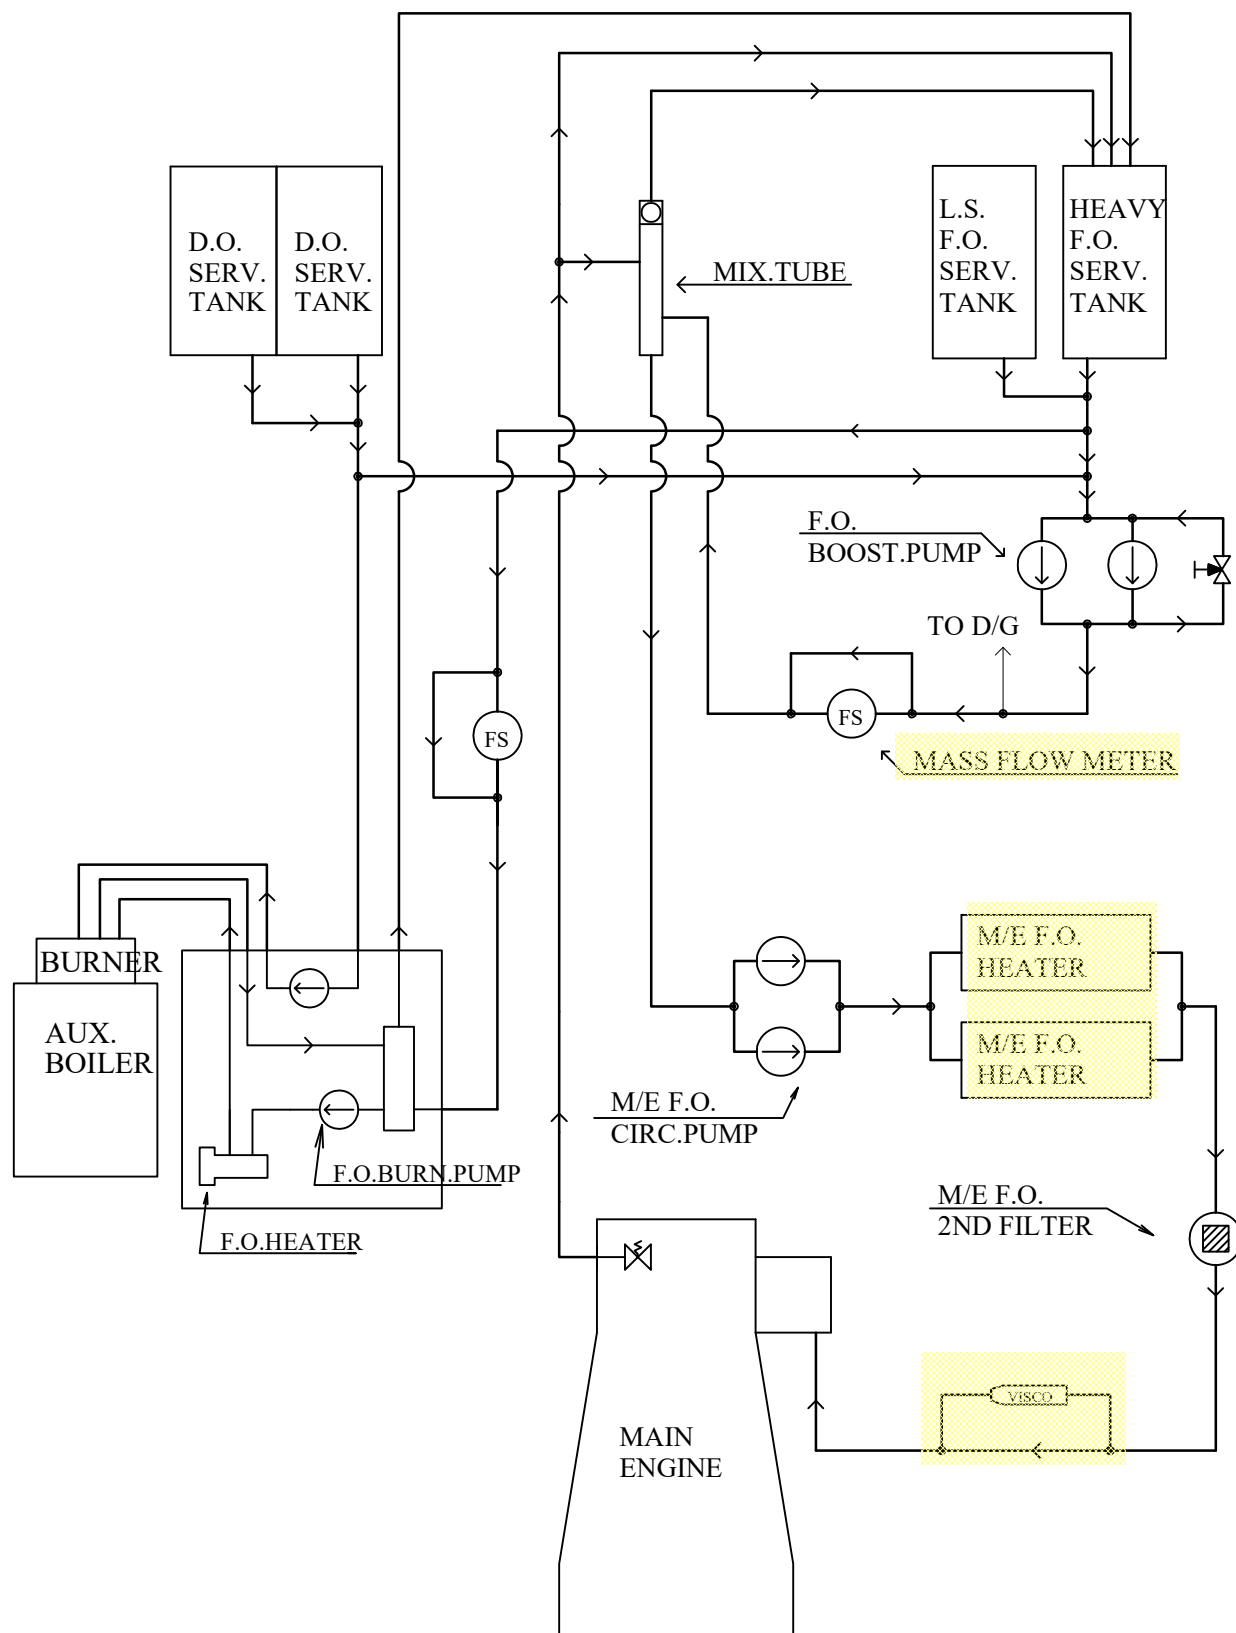 D.O.
SERV.
TANK
D.O.
SERV.
TANK
L.S.
F.O.
SERV.
TANK
HEAVY
F.O.
SERV.
TANK
MIX.TUBE
F.O.
BOOST.PUMP
TO D/G
FS
FS
MASS FLOW METER
BURNER
AUX.
BOILER
M/E F.O.
HEATER
M/E F.O.
HEATER
M/E F.O.
CIRC.PUMP
F.O.BURN.PUMP
F.O.HEATER
M/E F.O.
2ND FILTER
VISCO
MAIN
ENGINE